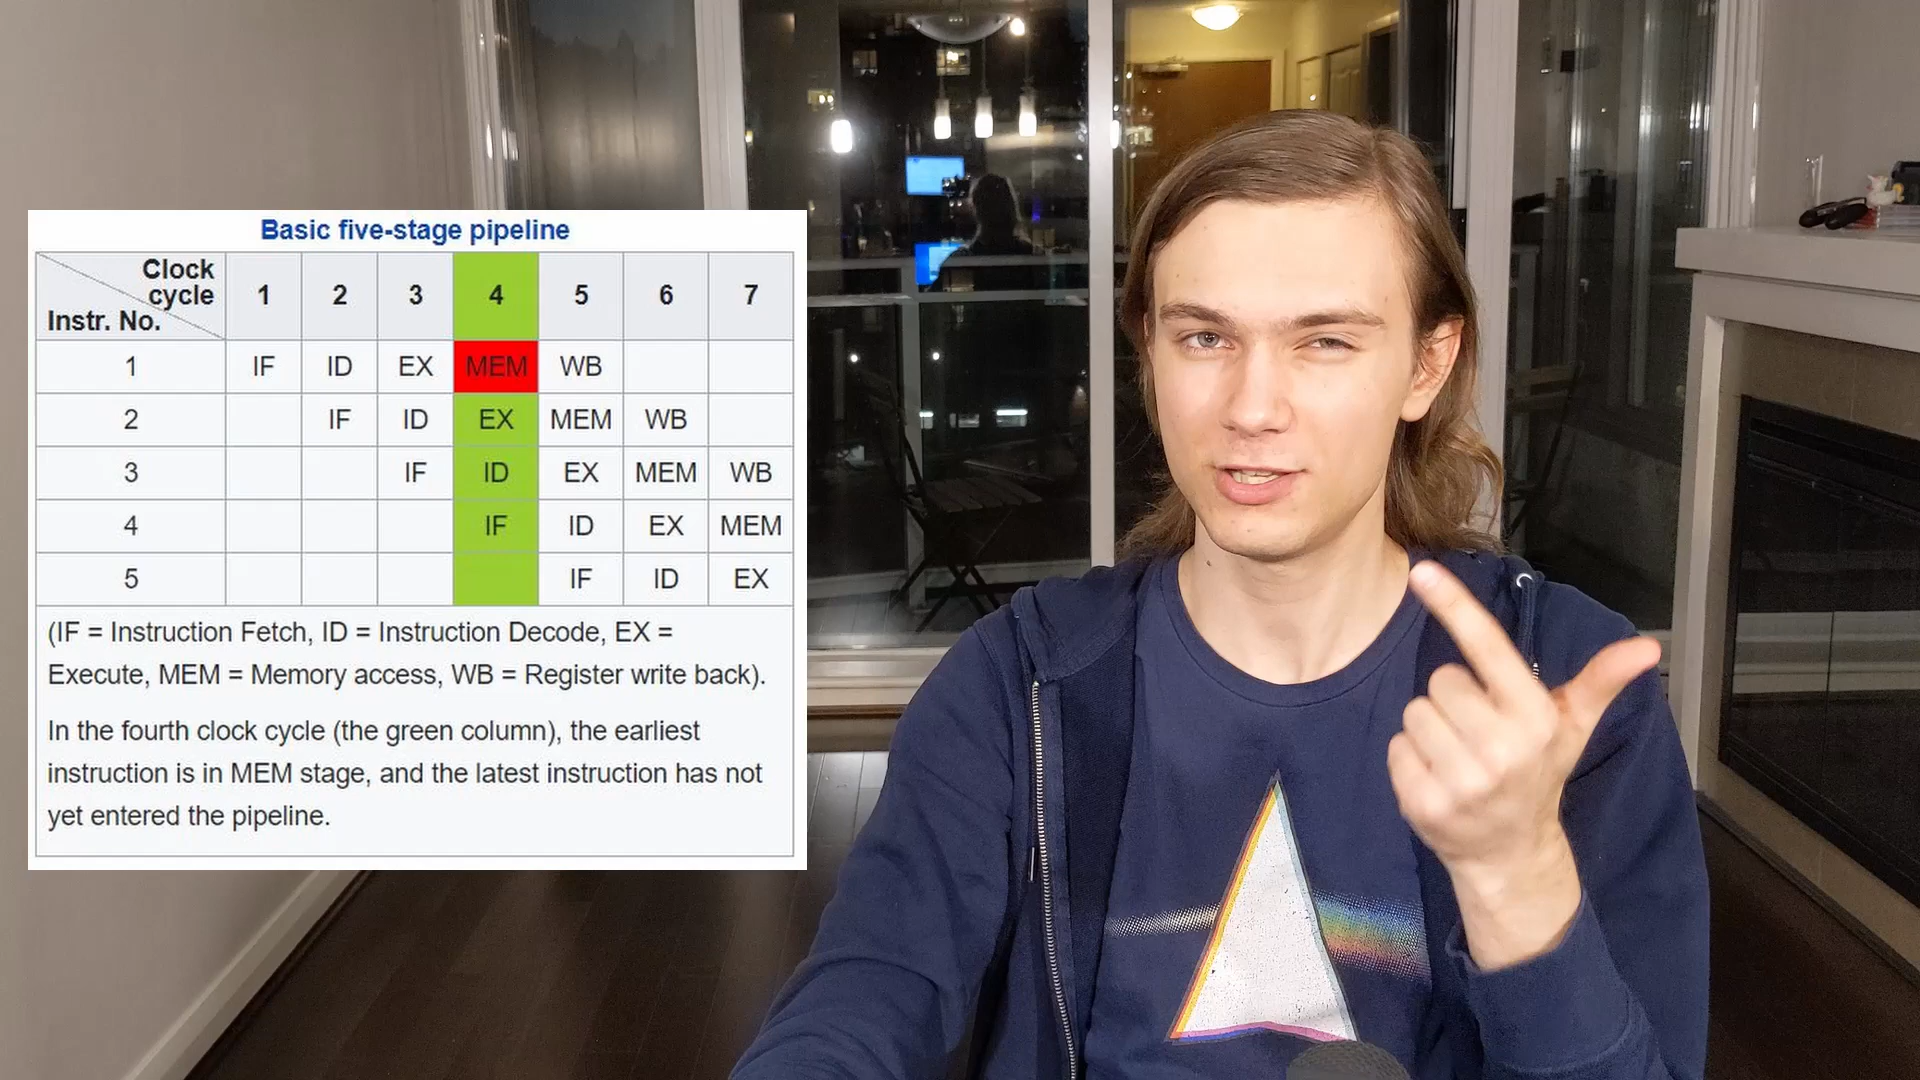 Basic five-stage pipeline
Clock
cycle
Instr. No.
1 2 3 4 5 6 7
1 IF ID EX MEM WB
2 IF ID EX MEM WB
3 IF ID EX MEM WB
4 IF ID EX MEM
5 IF ID EX
(IF = Instruction Fetch, ID = Instruction Decode, EX =
Execute, MEM = Memory access, WB = Register write back).
In the fourth clock cycle (the green column), the earliest
instruction is in MEM stage, and the latest instruction has not
yet entered the pipeline.